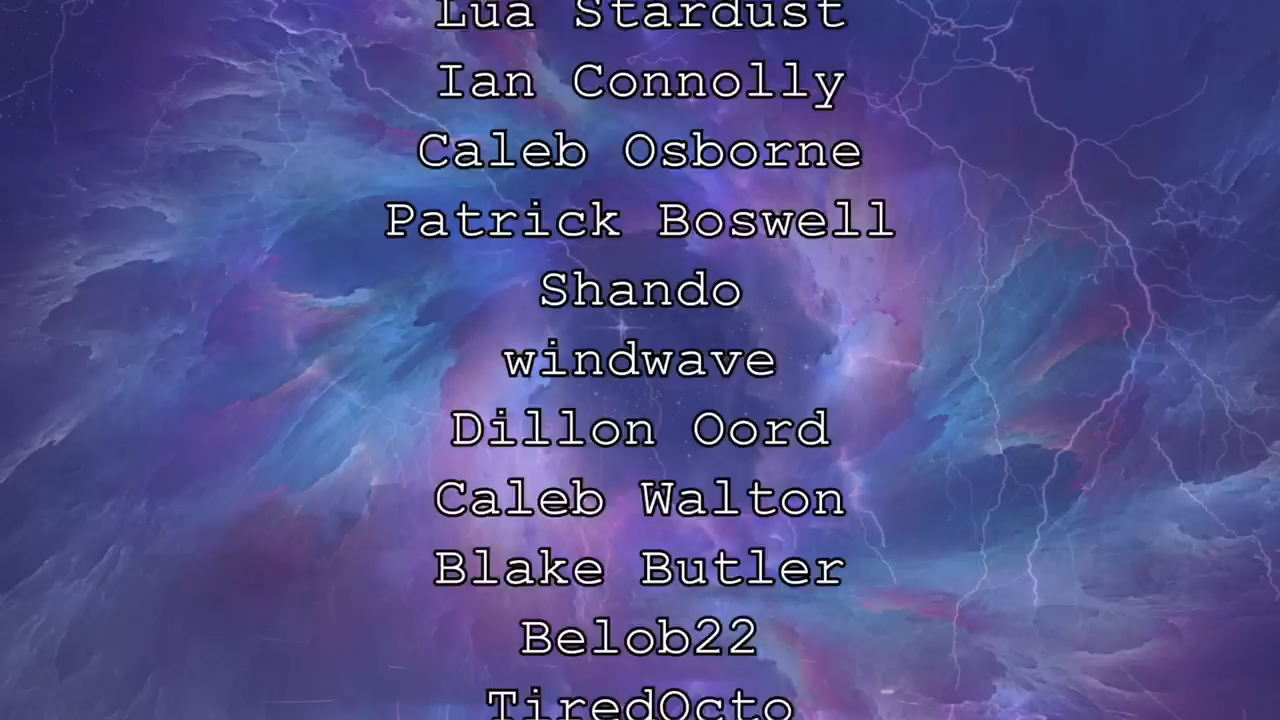 Lua Stardust
Ian Connolly
Caleb Osborne
Patrick Boswell
Shando
windwave
Dillon Oord
Caleb Walton
Blake Butler
Belob22
TiredOcto